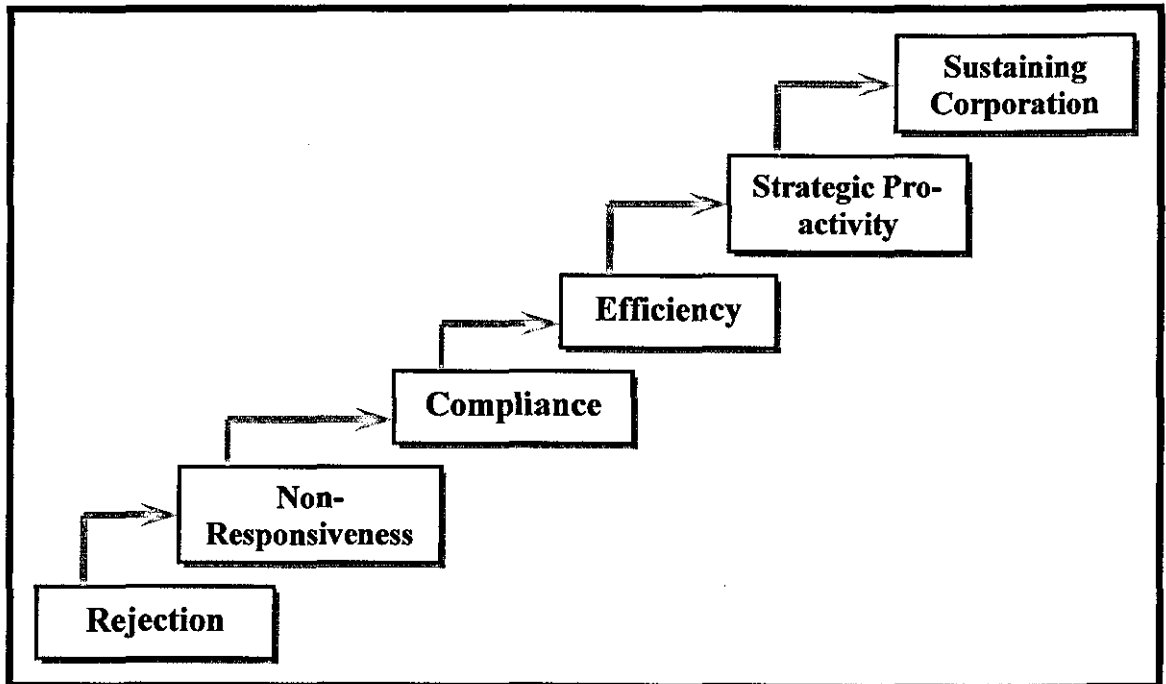 Sustaining
Corporation
Strategic Pro-
activity
Efficiency
Compliance
Non-
Responsiveness
Rejection